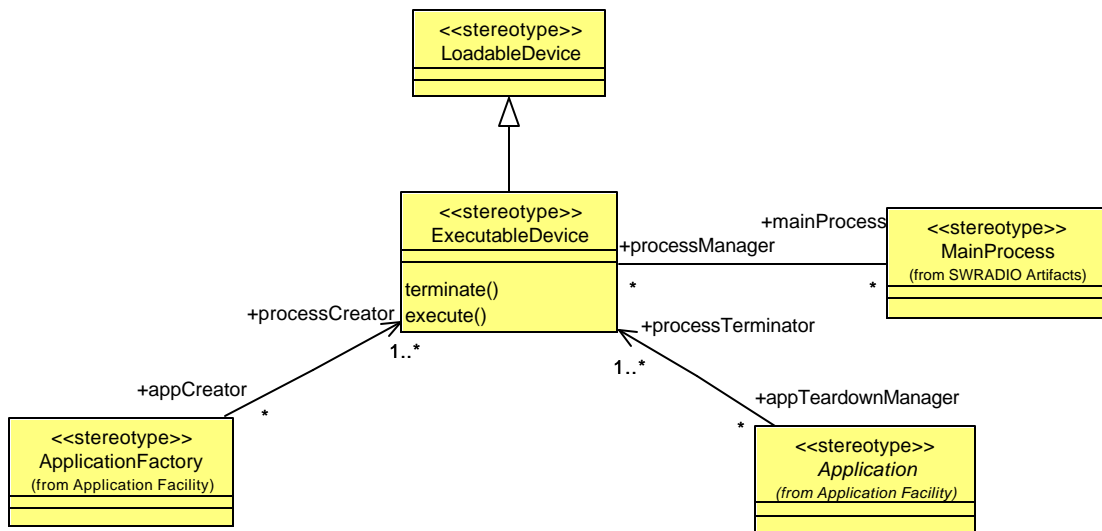 <<stereotype>>
LoadableDevice
<<stereotype>>
ExecutableDevice
terminate()
execute()
+processManager
*
+mainProcess
*
<<stereotype>>
MainProcess
(from SWRADIO Artifacts)
+processCreator
1..*
+processTerminator
1..*
+appCreator
*
+appTeardownManager
*
<<stereotype>>
ApplicationFactory
(from Application Facility)
<<stereotype>>
Application
(from Application Facility)